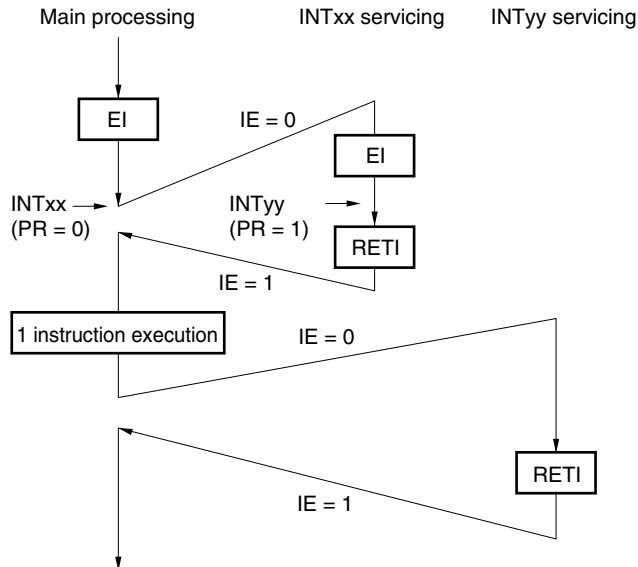 Main processing
INTxx servicing
INTyy servicing
EI
IE = 0
EI
INTxx
(PR = 0)
INTyy
(PR = 1)
RETI
IE = 1
1 instruction execution
IE = 0
RETI
IE = 1